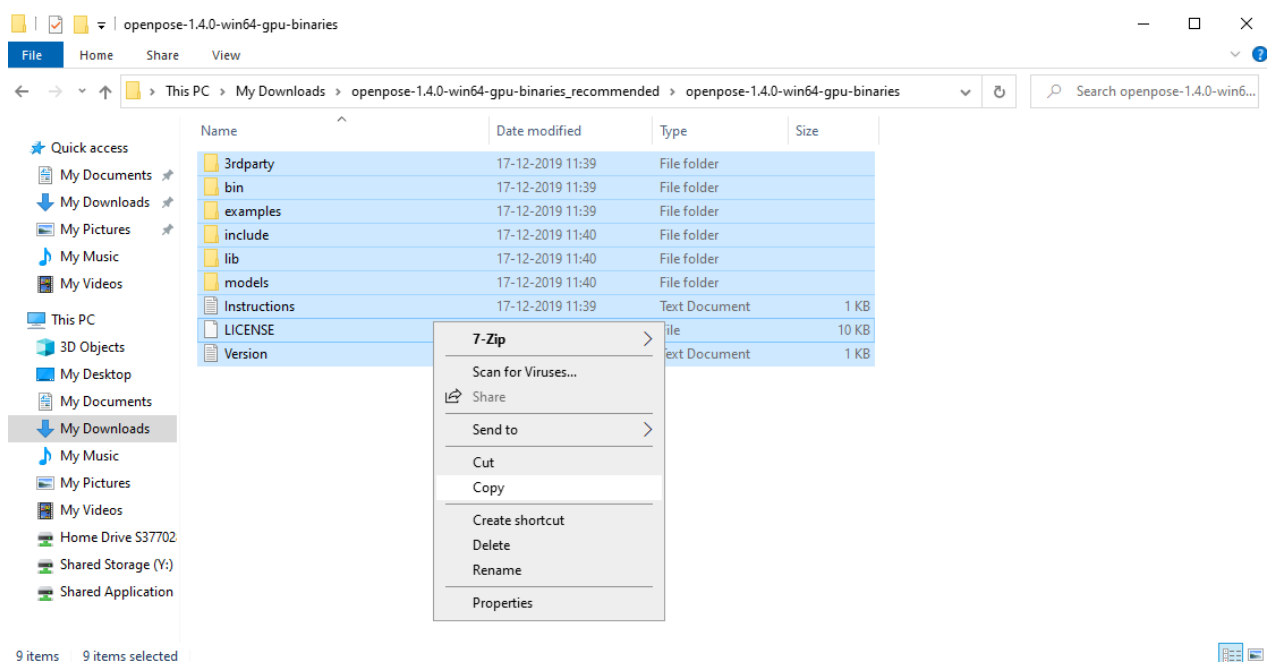 openpose-1.4.0-win64-gpu-binaries
File Home Share View
This PC > My Downloads > openpose-1.4.0-win64-gpu-binaries_recommended > openpose-1.4.0-win64-gpu-binaries
Search openpose-1.4.0-win6...
Name Date modified Type Size
Quick access
My Documents
My Downloads
My Pictures
My Music
My Videos
This PC
3D Objects
My Desktop
My Documents
My Downloads
My Music
My Pictures
My Videos
Home Drive S37702
Shared Storage (Y:)
Shared Application
3rdparty 17-12-2019 11:39 File folder
bin 17-12-2019 11:39 File folder
examples 17-12-2019 11:39 File folder
include 17-12-2019 11:40 File folder
lib 17-12-2019 11:40 File folder
models 17-12-2019 11:40 File folder
Instructions 17-12-2019 11:39 Text Document 1 KB
LICENSE File 10 KB
Version Text Document 1 KB
7-Zip
Scan for Viruses...
Share
Send to
Cut
Copy
Create shortcut
Delete
Rename
Properties
9 items 9 items selected